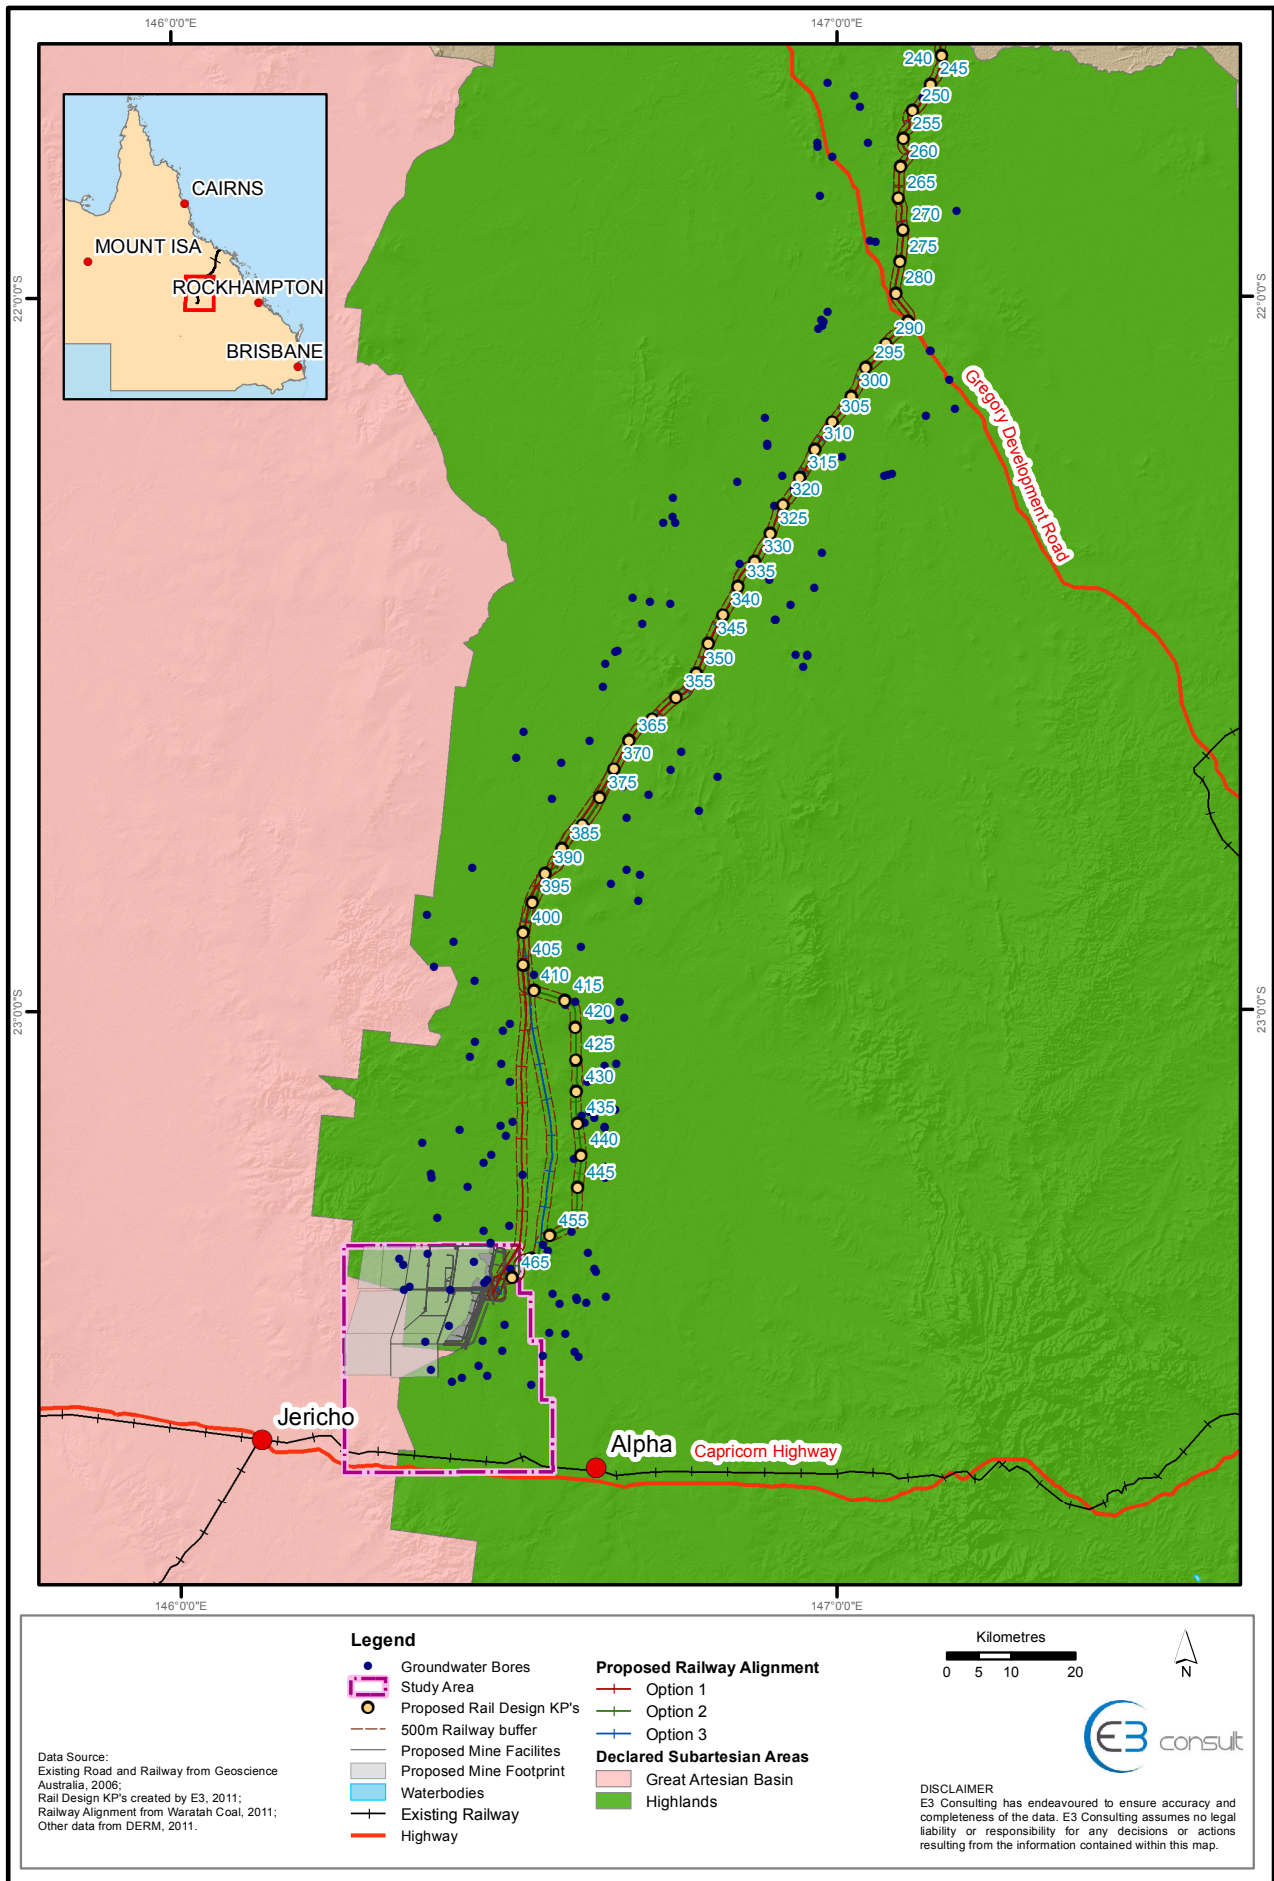 146°0'0"E
147°0'0"E
22°0'0"S
22°0'0"S
23°0'0"S
23°0'0"S
CAIRNS
MOUNT ISA
ROCKHAMPTON
BRISBANE
240
245
250
255
260
265
270
275
280
290
295
300
305
310
315
320
325
330
335
340
345
350
355
365
370
375
385
390
395
400
405
410
415
420
425
430
435
440
445
455
465
Gregory Development Road
Jericho
Alpha
Capricorn Highway
146°0'0"E
147°0'0"E
Data Source:
Existing Road and Railway from Geoscience
Australia, 2006;
Rail Design KP's created by E3, 2011;
Railway Alignment from Waratah Coal, 2011;
Other data from DERM, 2011.
Legend
Groundwater Bores
Study Area
Proposed Rail Design KP's
500m Railway buffer
Proposed Mine Facilites
Proposed Mine Footprint
Waterbodies
Existing Railway
Highway
Proposed Railway Alignment
Option 1
Option 2
Option 3
Declared Subartesian Areas
Great Artesian Basin
Highlands
Kilometres
0 5 10 20
N
E3 consult
DISCLAIMER
E3 Consulting has endeavoured to ensure accuracy and
completeness of the data. E3 Consulting assumes no legal
liability or responsibility for any decisions or actions
resulting from the information contained within this map.